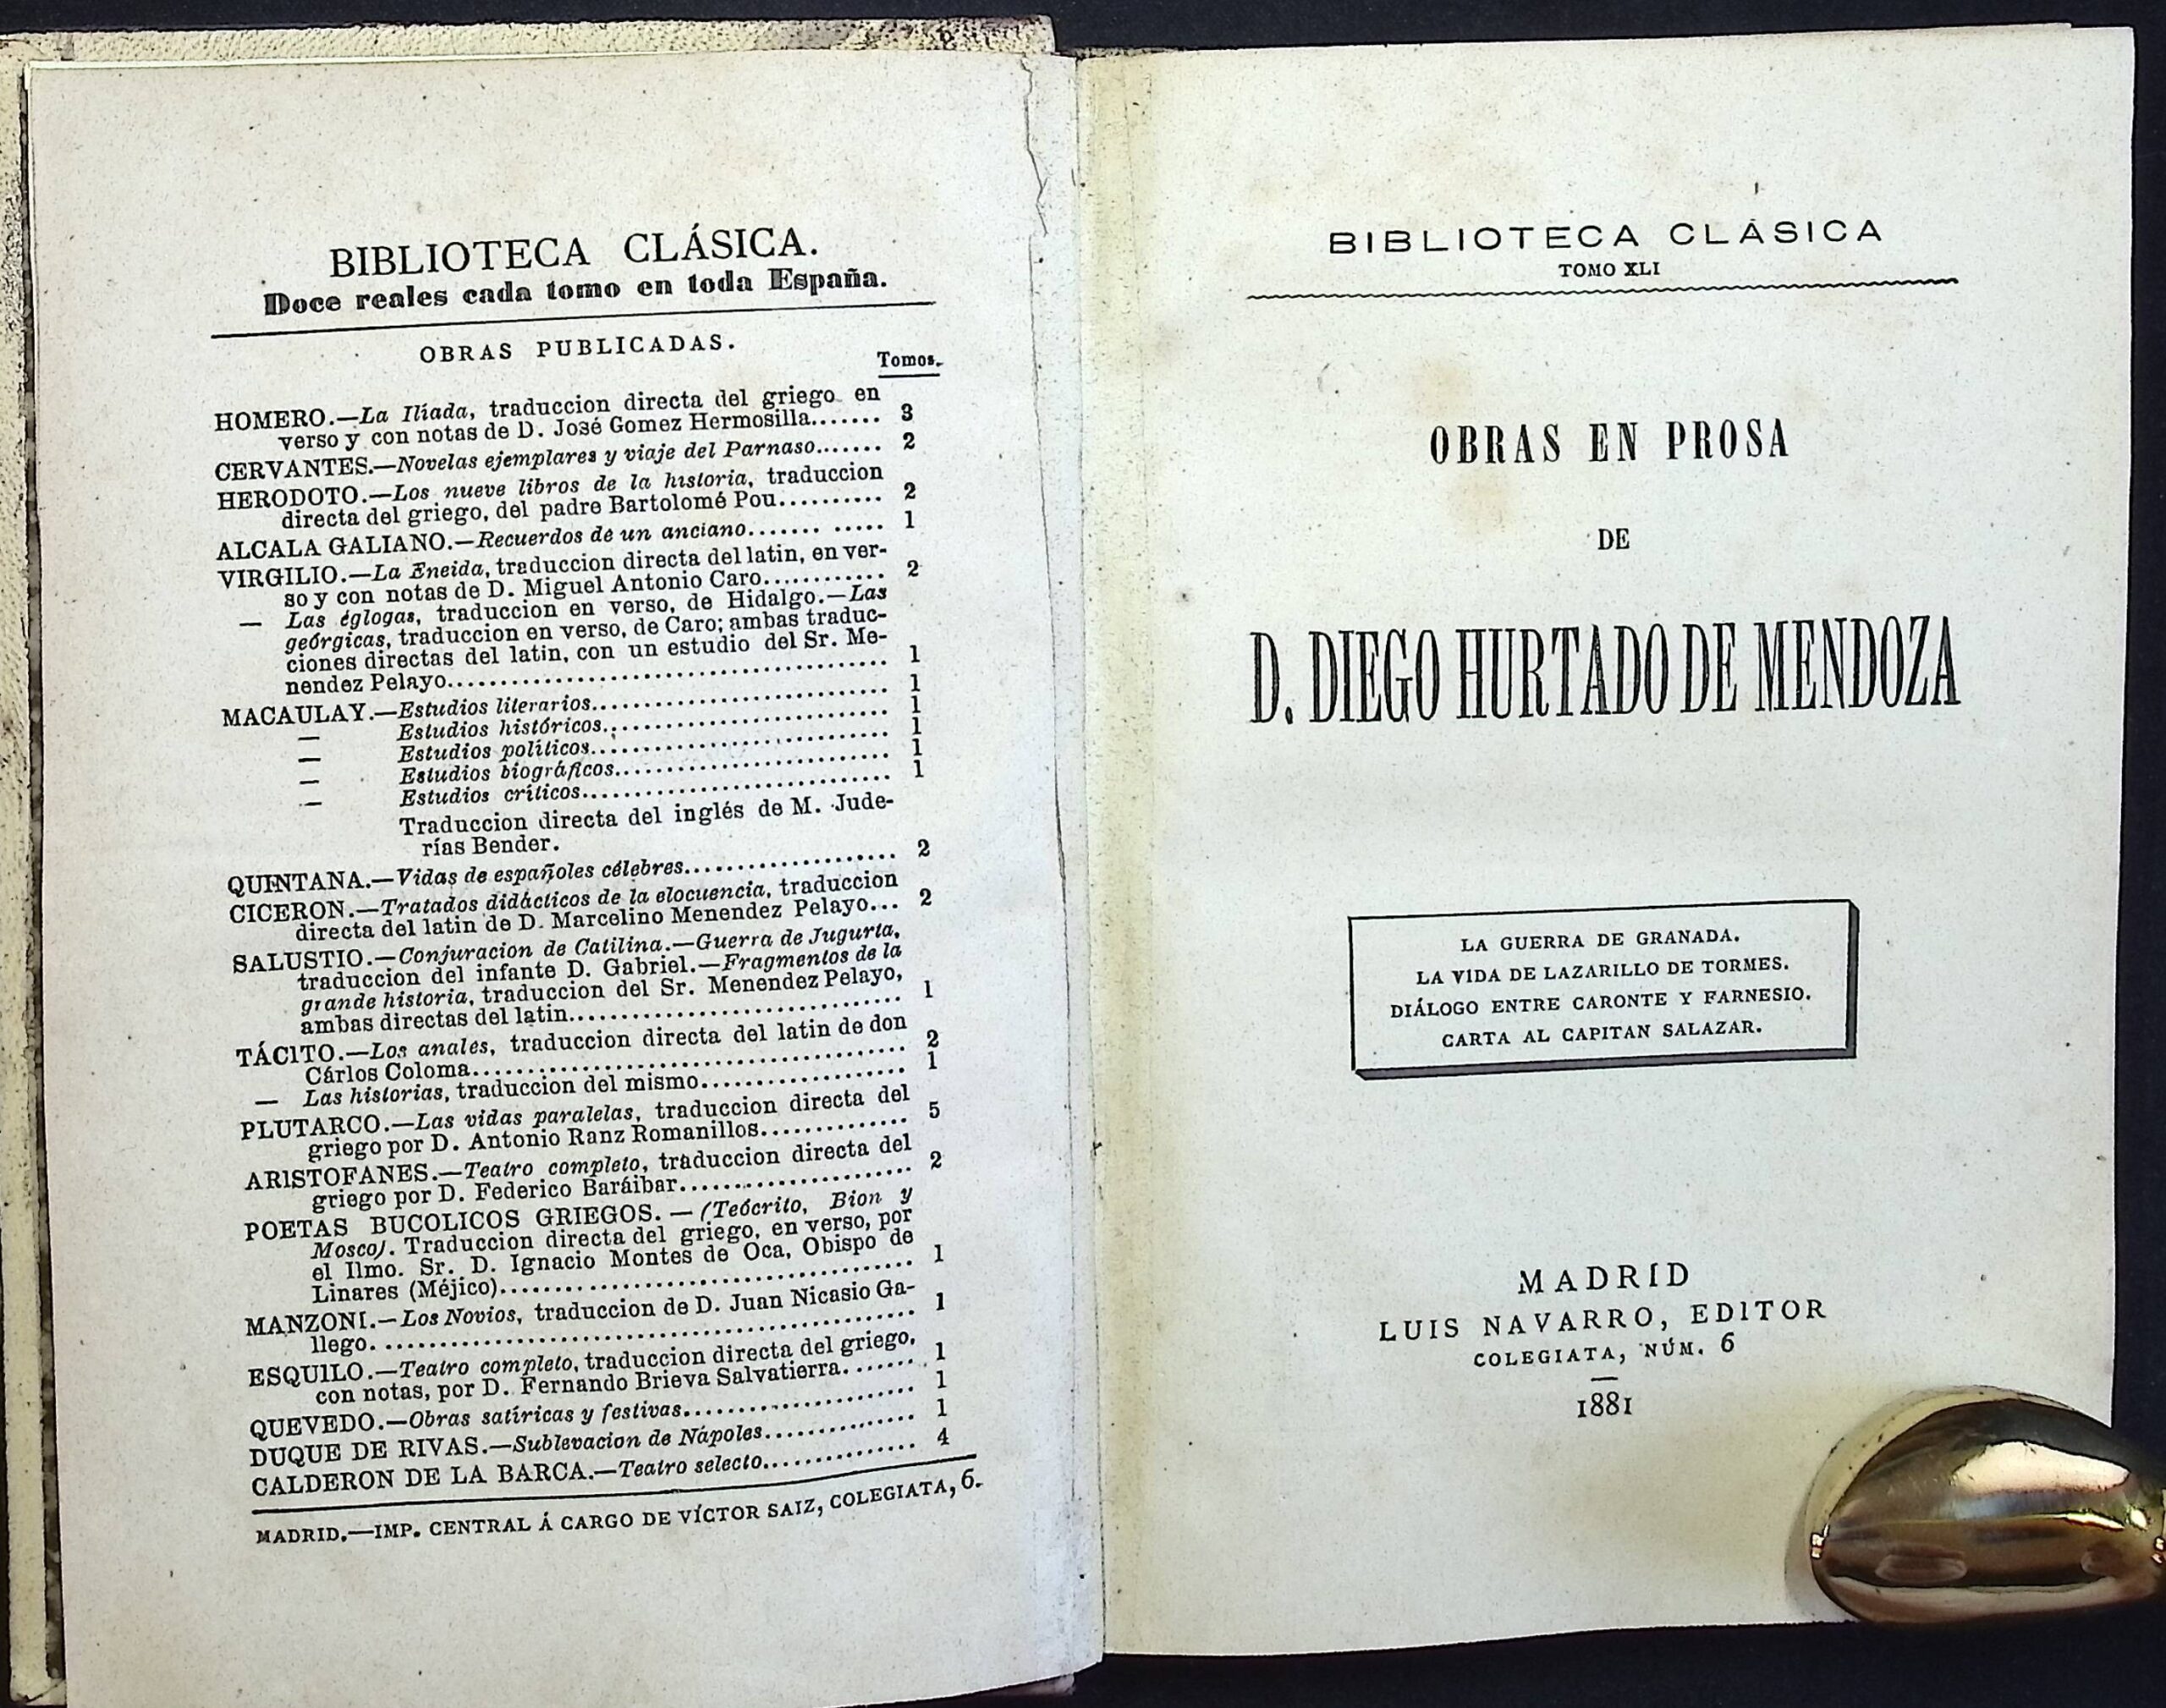 BIBLIOTECA CLÁSICA.
Doce reales cada tomo en toda España.
OBRAS PUBLICADAS.
Tomos.
HOMERO.—La Ilíada, traduccion directa del griego en
verso y con notas de D. José Gomez Hermosilla....... 3
CERVANTES.—Novelas ejemplares y viaje del Parnaso....... 2
HERODOTO.—Los nueve libros de la historia, traduccion
directa del griego, del padre Bartolomé Pou.......... 2
ALCALA GALIANO.—Recuerdos de un anciano....... ..... 1
VIRGILIO.—La Eneida, traduccion directa del latin, en ver-
so y con notas de D. Miguel Antonio Caro............ 2
— Las églogas, traduccion en verso, de Hidalgo.—Las
geórgicas, traduccion en verso, de Caro; ambas traduc-
ciones directas del latin, con un estudio del Sr. Me-
nendez Pelayo........................................ 1
MACAULAY.—Estudios literarios........................... 1
— Estudios históricos........................... 1
— Estudios políticos............................ 1
— Estudios biográficos.......................... 1
— Estudios críticos............................. 1
Traduccion directa del inglés de M. Jude-
rías Bender.
QUINTANA.—Vidas de españoles célebres..................... 2
CICERON.—Tratados didácticos de la elocuencia, traduccion
directa del latin de D. Marcelino Menendez Pelayo... 2
SALUSTIO.—Conjuracion de Catilina.—Guerra de Jugurta,
traduccion del infante D. Gabriel.—Fragmentos de la
grande historia, traduccion del Sr. Menendez Pelayo,
ambas directas del latin............................... 1
TÁCITO.—Los anales, traduccion directa del latin de don
Cárlos Coloma........................................ 2
— Las historias, traduccion del mismo................... 1
PLUTARCO.—Las vidas paralelas, traduccion directa del
griego por D. Antonio Ranz Romanillos.............. 5
ARISTOFANES.—Teatro completo, traduccion directa del
griego por D. Federico Baráibar..................... 2
POETAS BUCOLICOS GRIEGOS.—(Teócrito, Bion y
Mosco). Traduccion directa del griego, en verso, por
el Ilmo. Sr. D. Ignacio Montes de Oca, Obispo de
Linares (Méjico)..................................... 1
MANZONI.—Los Novios, traduccion de D. Juan Nicasio Ga-
llego. ................................................ 1
ESQUILO.—Teatro completo, traduccion directa del griego,
con notas, por D. Fernando Brieva Salvatierra....... 1
QUEVEDO.—Obras satíricas y festivas..................... 1
DUQUE DE RIVAS.—Sublevacion de Nápoles............. 1
CALDERON DE LA BARCA.—Teatro selecto.............. 4
MADRID.—IMP. CENTRAL Á CARGO DE VÍCTOR SAIZ, COLEGIATA, 6.
BIBLIOTECA CLÁSICA
TOMO XLI
OBRAS EN PROSA
DE
D. DIEGO HURTADO DE MENDOZA
LA GUERRA DE GRANADA.
LA VIDA DE LAZARILLO DE TORMES.
DIÁLOGO ENTRE CARONTE Y FARNESIO.
CARTA AL CAPITAN SALAZAR.
MADRID
LUIS NAVARRO, EDITOR
COLEGIATA, NÚM. 6
1881